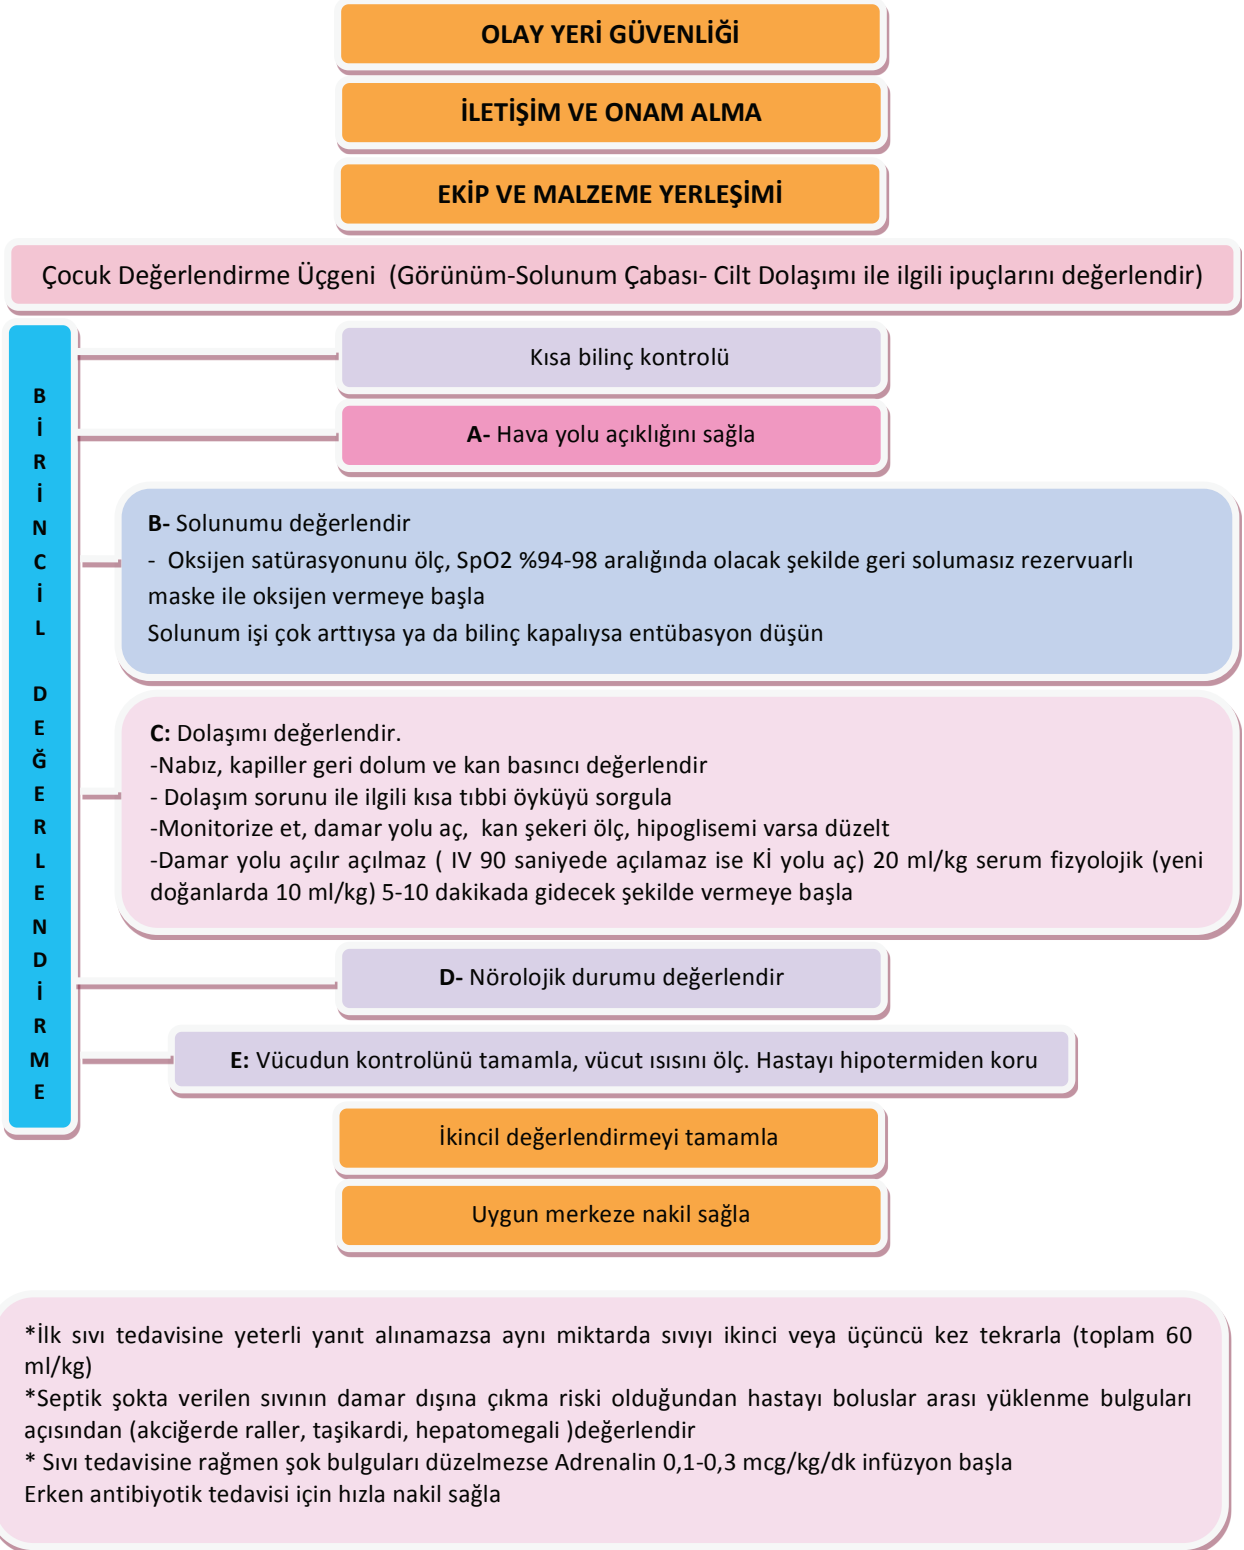 OLAY YERİ GÜVENLİĞİ
İLETİŞİM VE ONAM ALMA
EKİP VE MALZEME YERLEŞİMİ
Çocuk Değerlendirme Üçgeni (Görünüm-Solunum Çabası- Cilt Dolaşımı ile ilgili ipuçlarını değerlendir)
BİRİNCİL DEĞERLENDİRME
Kısa bilinç kontrolü
A- Hava yolu açıklığını sağla
B- Solunumu değerlendir
- Oksijen satürasyonunu ölç, SpO2 %94-98 aralığında olacak şekilde geri solumasız rezervuarlı
maske ile oksijen vermeye başla
Solunum işi çok arttıysa ya da bilinç kapalıysa entübasyon düşün
C: Dolaşımı değerlendir.
-Nabız, kapiller geri dolum ve kan basıncı değerlendir
- Dolaşım sorunu ile ilgili kısa tıbbi öyküyü sorgula
-Monitorize et, damar yolu aç, kan şekeri ölç, hipoglisemi varsa düzelt
-Damar yolu açılır açılmaz ( IV 90 saniyede açılamaz ise Kİ yolu aç) 20 ml/kg serum fizyolojik (yeni
doğanlarda 10 ml/kg) 5-10 dakikada gidecek şekilde vermeye başla
D- Nörolojik durumu değerlendir
E: Vücudun kontrolünü tamamla, vücut ısısını ölç. Hastayı hipotermiden koru
İkincil değerlendirmeyi tamamla
Uygun merkeze nakil sağla
*İlk sıvı tedavisine yeterli yanıt alınamazsa aynı miktarda sıvıyı ikinci veya üçüncü kez tekrarla (toplam 60
ml/kg)
*Septik şokta verilen sıvının damar dışına çıkma riski olduğundan hastayı boluslar arası yüklenme bulguları
açısından (akciğerde raller, taşikardi, hepatomegali )değerlendir
* Sıvı tedavisine rağmen şok bulguları düzelmezse Adrenalin 0,1-0,3 mcg/kg/dk infüzyon başla
Erken antibiyotik tedavisi için hızla nakil sağla